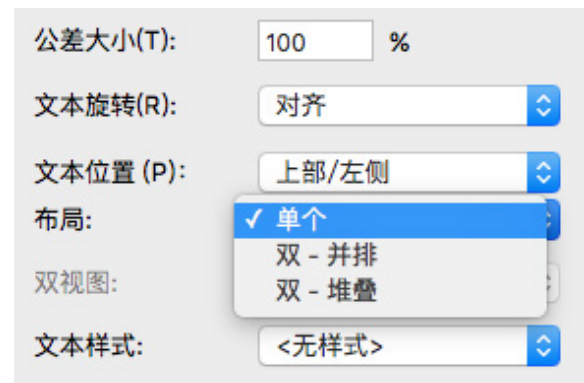 公差大小(T): 100 %
文本旋转(R): 对齐
文本位置 (P): 上部/左侧
布局: ✓ 单个
双 - 并排
双视图:
双 - 堆叠
文本样式: <无样式>